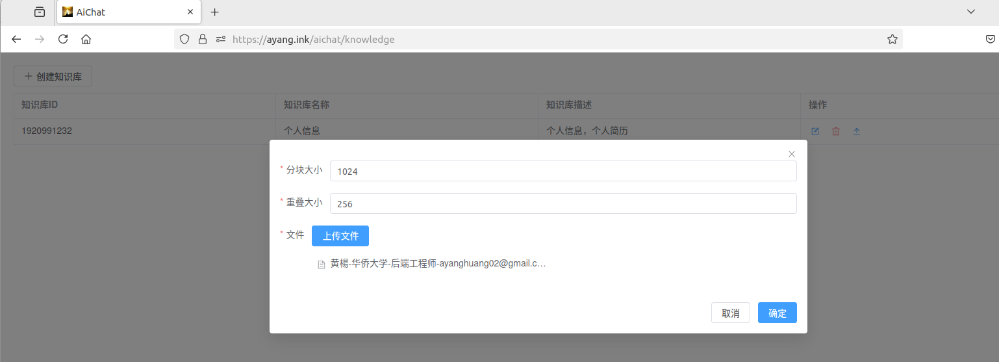 AiChat
https://ayang.ink/aichat/knowledge
创建知识库
知识库ID 知识库名称 知识库描述 操作
1920991232 个人信息 个人信息，个人简历
* 分块大小 1024
* 重叠大小 256
* 文件 上传文件
黄楊-华侨大学-后端工程师-ayanghuang02@gmail.c…
取消 确定